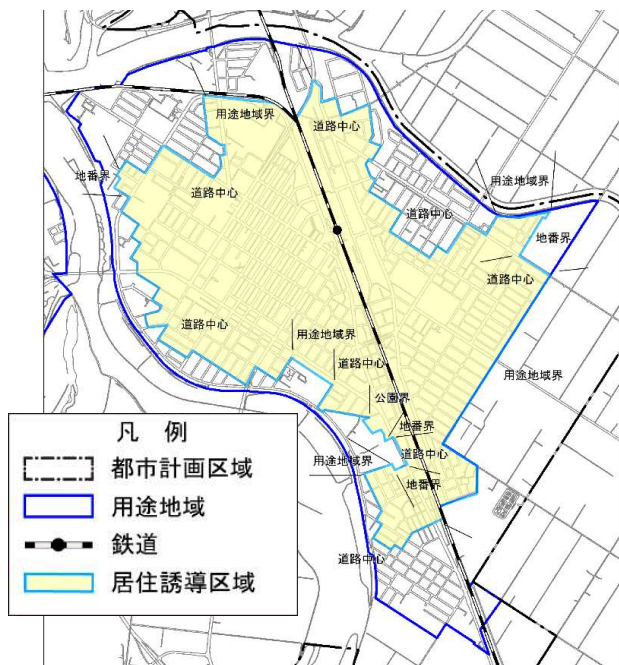 用途地域界
道路中心
地番界
用途地域界
道路中心
道路中心
地番界
道路中心
道路中心
用途地域界
道路中心
用途地域界
公園界
地番界
道路中心
用途地域界
地番界
道路中心
凡 例
都市計画区域
用途地域
鉄道
居住誘導区域